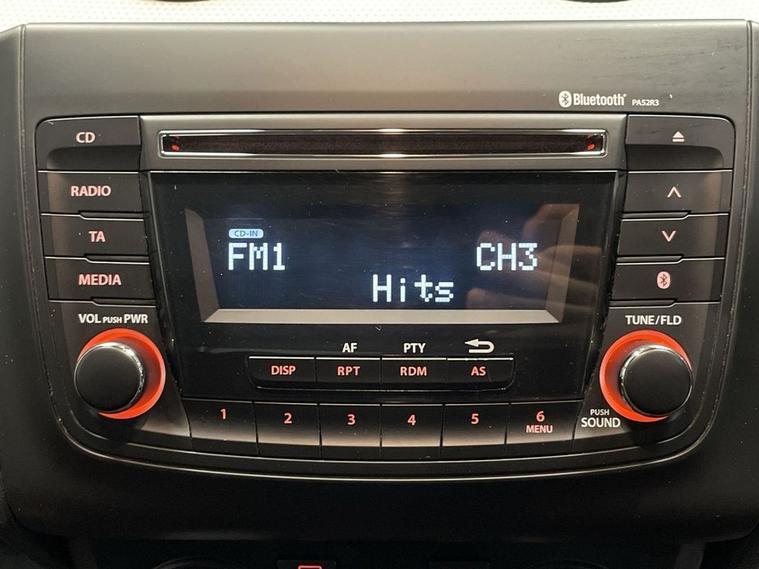 Bluetooth® PA52R3
CD
RADIO
TA
MEDIA
CD-IN
FM1 CH3
Hits
VOL PUSH PWR
TUNE/FLD
AF PTY
DISP RPT RDM AS
1 2 3 4 5 6
MENU
PUSH
SOUND